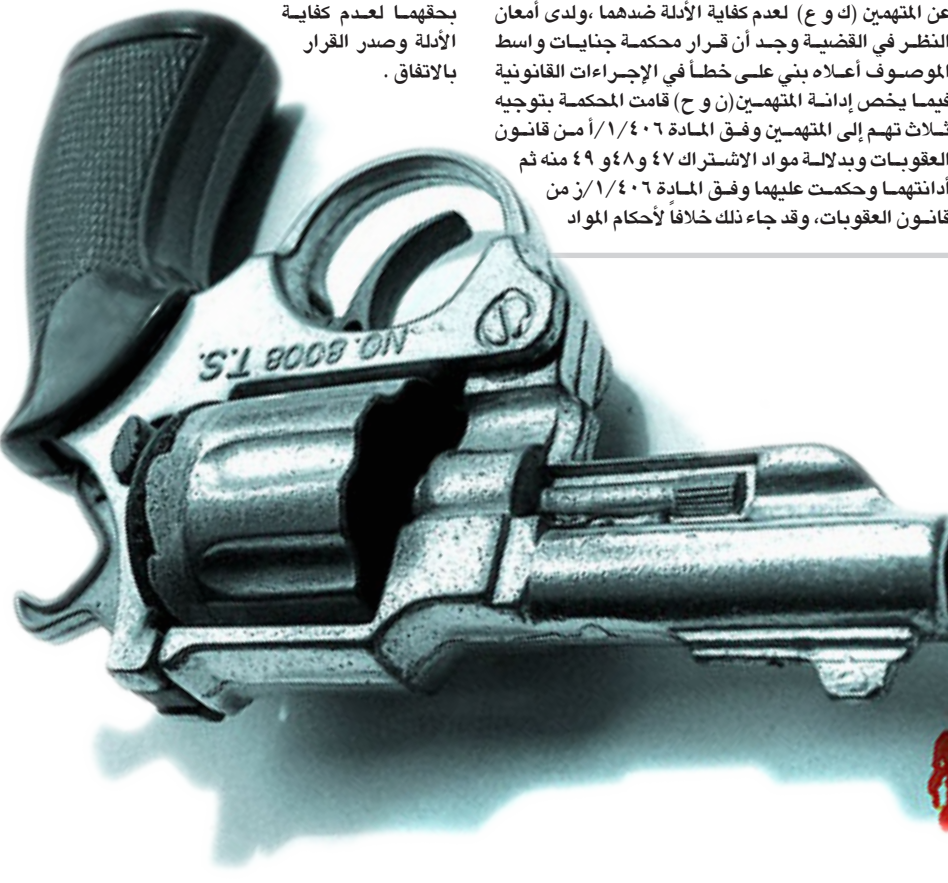 عن المتهمين (ك و ع) لعدم كفاية الأدلة ضدهما ،ولدى أمعان
النظر في القضية وجد أن قرار محكمة جنايات واسط
الموصوف أعلاه بني على خطأ في الإجراءات القانونية
فيما يخص إدانة المتهمين(ن و ح) قامت المحكمة بتوجيه
ثلاث تهم إلى المتهمين وفق المادة ٤٠٦/١/أ من قانون
العقوبات وبدلالة مواد الاشتراك ٤٧ و٤٨و ٤٩ منه ثم
أدانتهما وحكمت عليهما وفق المادة ٤٠٦/١/ز من
قانون العقوبات، وقد جاء ذلك خلافاً لأحكام المواد
بحقهما لعدم كفاية
الأدلة وصدر القرار
بالاتفاق .
NO. 8008 T.S.